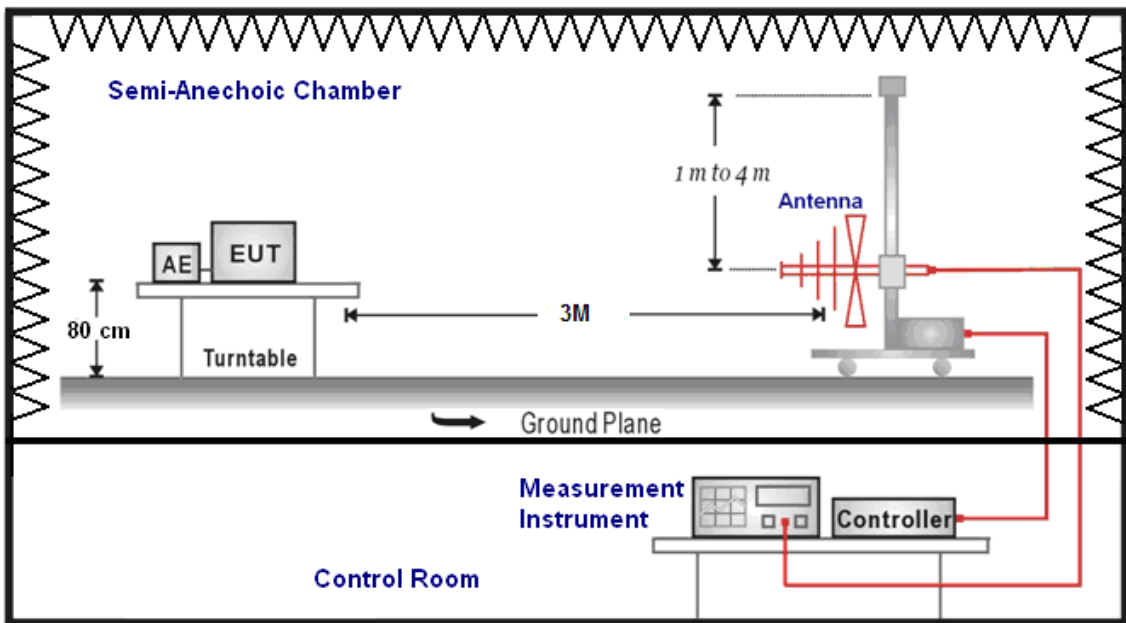 Semi-Anechoic Chamber
1 m to 4 m
Antenna
AE
EUT
80 cm
3M
Turntable
Ground Plane
Measurement
Instrument
Controller
Control Room